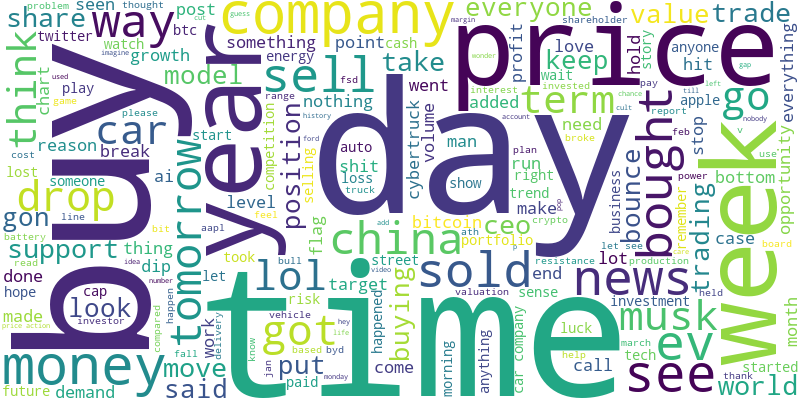 problem
cut
guess
seen
thought
post
share
twitter
btc
watch
growth
chart
play
model
think
car
reason
break
start
cost
ai
lost
someone
drop
level
gon
line
support
battery
bit
read
thing
tomorrow
done
dip
let
hope
cap
look
made
investor
price action
compared
happen
work
money
move
fall
delivery
future
demand
said
buy
way
year
company
something
point
cash
energy
take
nothing
went
sell
fsd
range
history
competition
added
used
imagine
game
please
auto
shit
loss
truck
ford
man
show
position
selling
account
flag
took
feel
aapl
idea
number
day
cybertruck
volume
run
right
trend
make
plan
broke
bounce
op
crypto
china
bitcoin
ceo
portfolio
add
ath
street
target
sense
end
lol
bull
video
risk
valuation
resistance
sold
lot
business
vehicle
hey
life
luck
based
byd
got
happened
buying
know
put
jan
monday
paid
come
morning
anything
car company
call
time
everyone
margin
shareholder
value
trade
wonder
love
keep
profit
hold
story
anyone
hit
wait
interest
invested
pay
gap
till
left
apple
report
chance
cult
nobody
everything
price
term
need
feb
stop
v
go
use
power
bottom
opportunity
bought
trading
remember
case
board
let see
production
news
investment
held
musk
month
march
tech
help
started
ev
thank
see
world
week